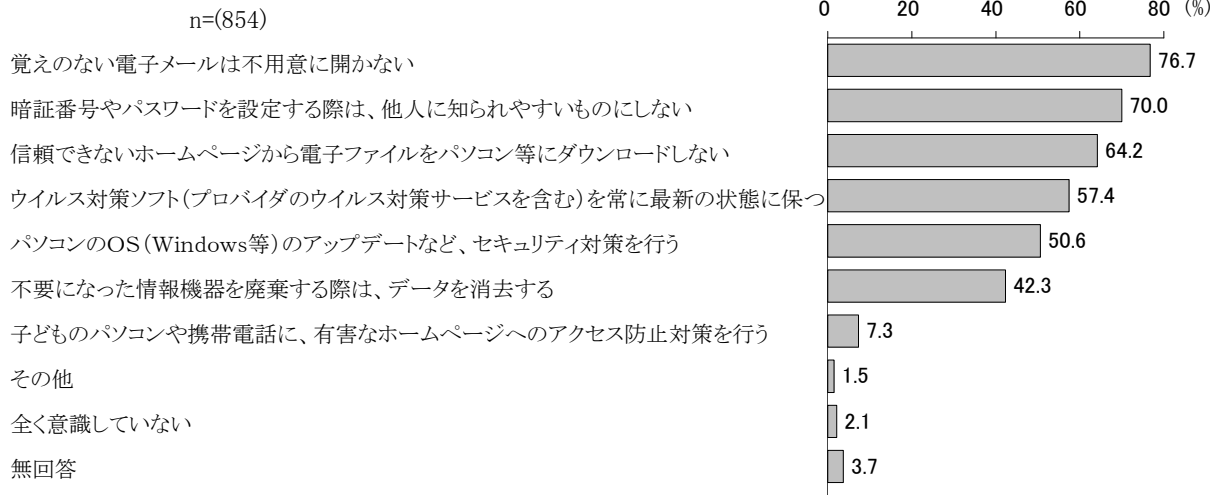 n=(854)
0 20 40 60 80 (%)
覚えのない電子メールは不用意に開かない 76.7
暗証番号やパスワードを設定する際は、他人に知られやすいものにしない 70.0
信頼できないホームページから電子ファイルをパソコン等にダウンロードしない 64.2
ウイルス対策ソフト(プロバイダのウイルス対策サービスを含む)を常に最新の状態に保つ 57.4
パソコンのOS(Windows等)のアップデートなど、セキュリティ対策を行う 50.6
不要になった情報機器を廃棄する際は、データを消去する 42.3
子どものパソコンや携帯電話に、有害なホームページへのアクセス防止対策を行う 7.3
その他 1.5
全く意識していない 2.1
無回答 3.7